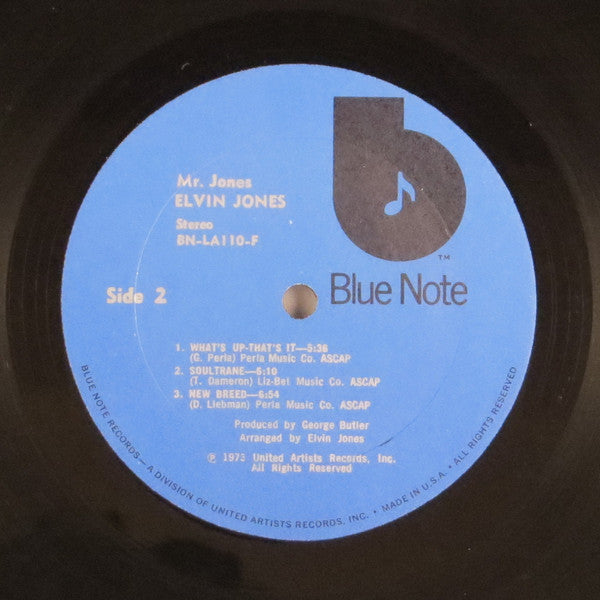 Mr. Jones
ELVIN JONES
Stereo
BN-LA110-F
Side 2
TM
Blue Note
1. WHAT'S UP-THAT'S IT—5:36
(G. Perla) Perla Music Co. ASCAP
2. SOULTRANE—6:10
(T. Dameron) Liz-Bet Music Co. ASCAP
3. NEW BREED—6:54
(D. Liebman) Perla Music Co. ASCAP
Produced by George Butler
Arranged by Elvin Jones
℗ 1973 United Artists Records, Inc.
All Rights Reserved
BLUE NOTE RECORDS—A DIVISION OF UNITED ARTISTS RECORDS, INC. • MADE IN U.S.A. • ALL RIGHTS RESERVED